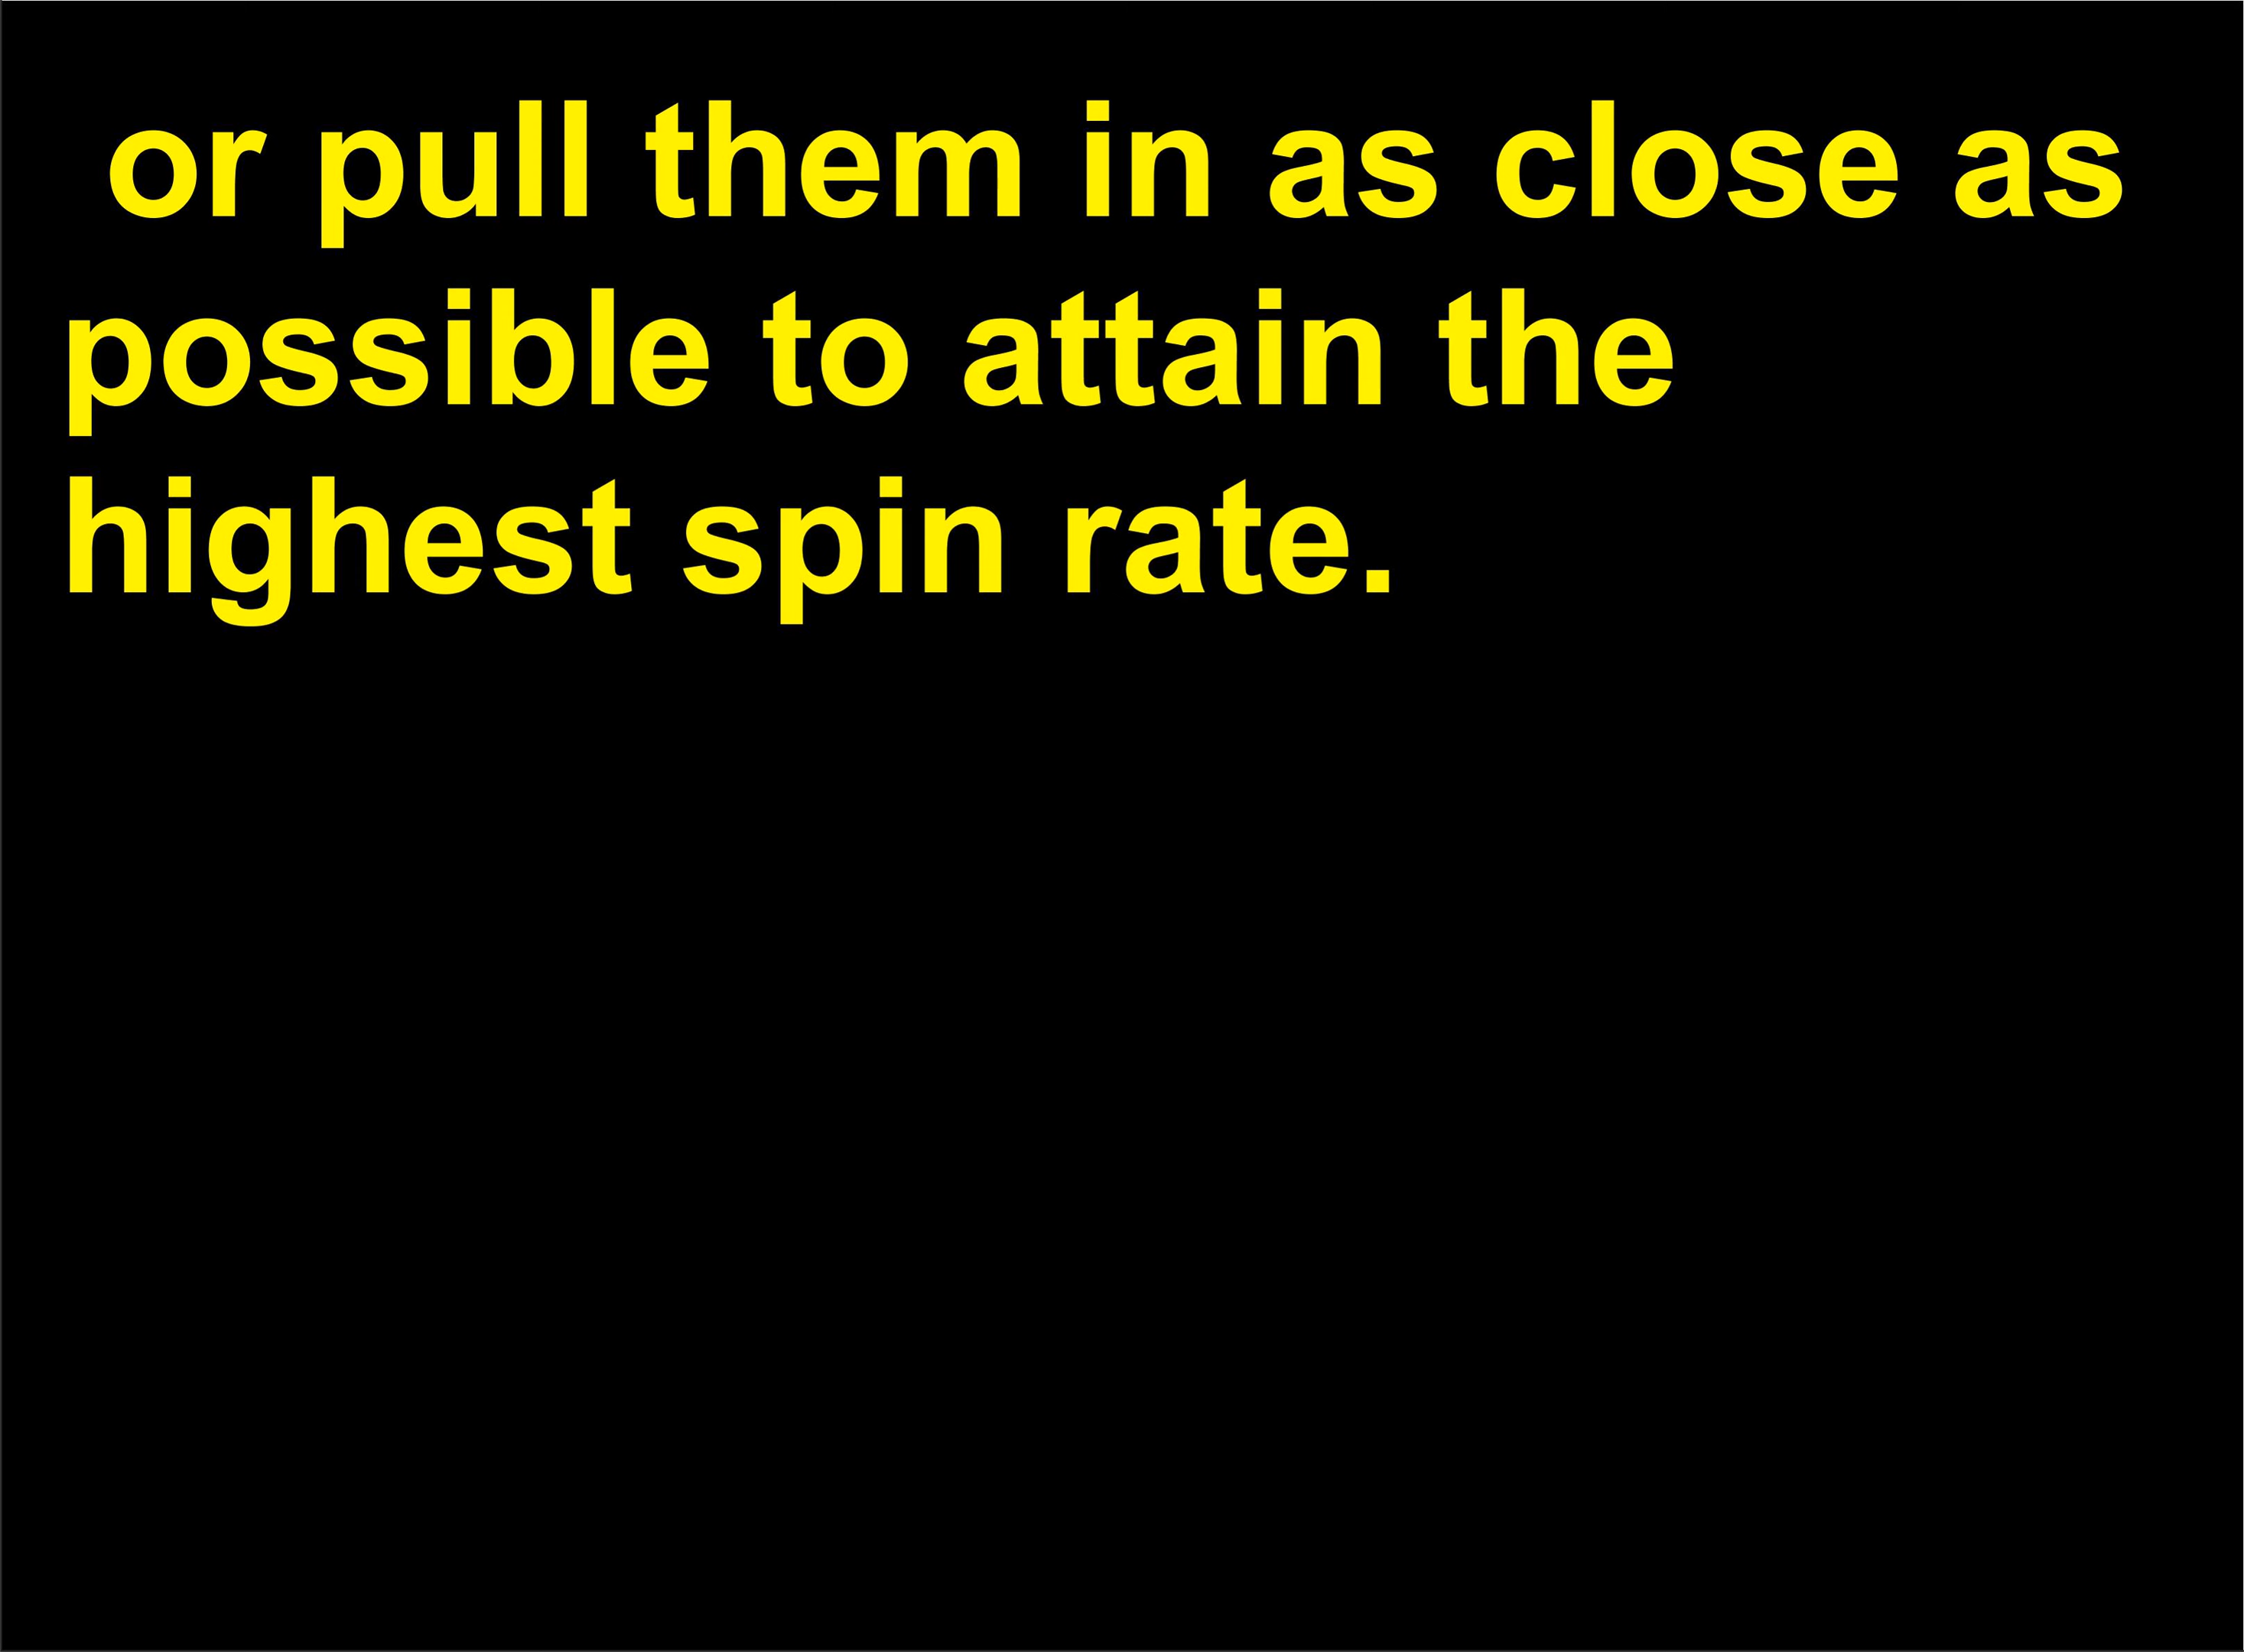 or pull them in as close as
possible to attain the
highest spin rate.